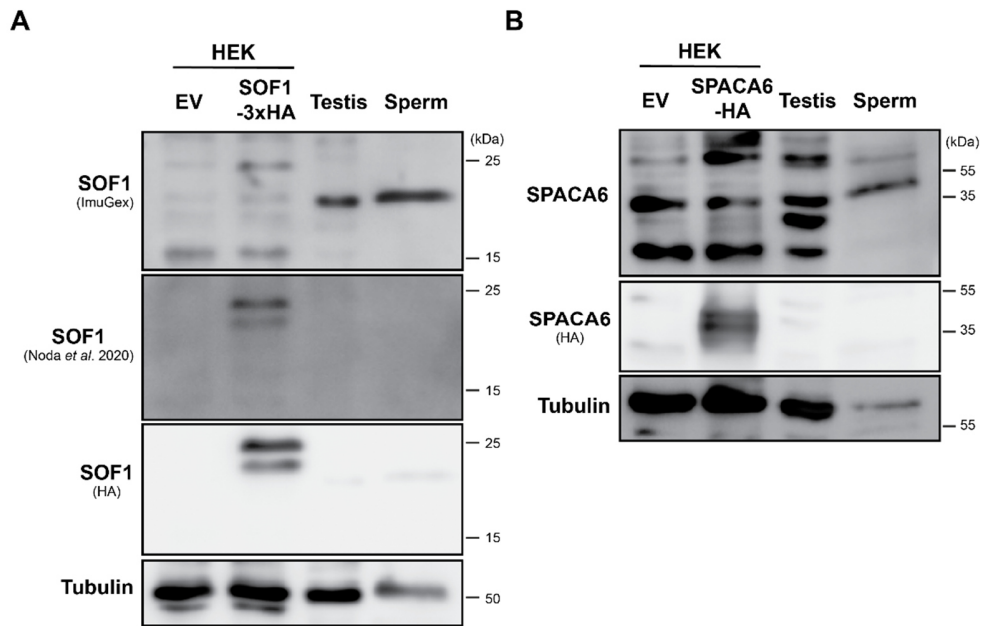 A
HEK
EV
SOF1
-3xHA
Testis
Sperm
(kDa)
SOF1
(ImuGex)
25
15
SOF1
(Noda et al. 2020)
25
15
SOF1
(HA)
25
15
Tubulin
50
B
HEK
EV
SPACA6
-HA
Testis
Sperm
(kDa)
SPACA6
55
35
SPACA6
(HA)
55
35
Tubulin
55